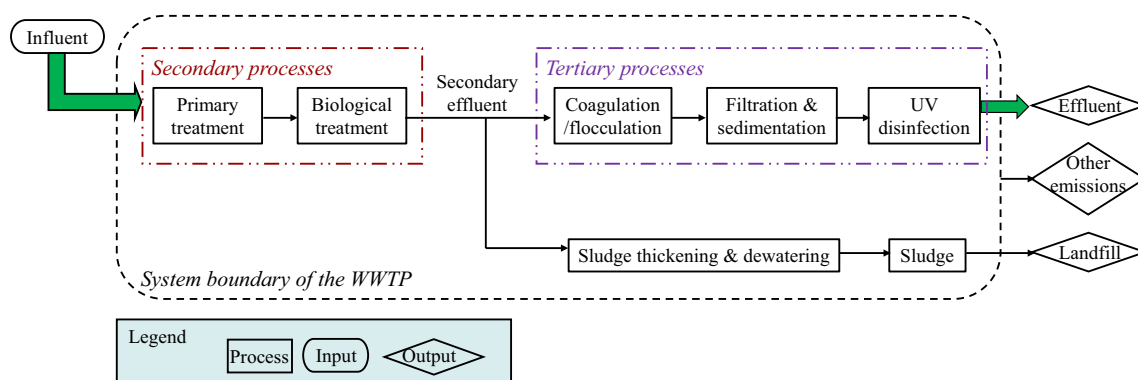 Influent
Secondary processes
Primary
treatment
Biological
treatment
Secondary
effluent
Tertiary processes
Coagulation
/flocculation
Filtration &
sedimentation
UV
disinfection
Effluent
Other
emissions
Sludge thickening & dewatering
Sludge
Landfill
System boundary of the WWTP
Legend
Process
Input
Output